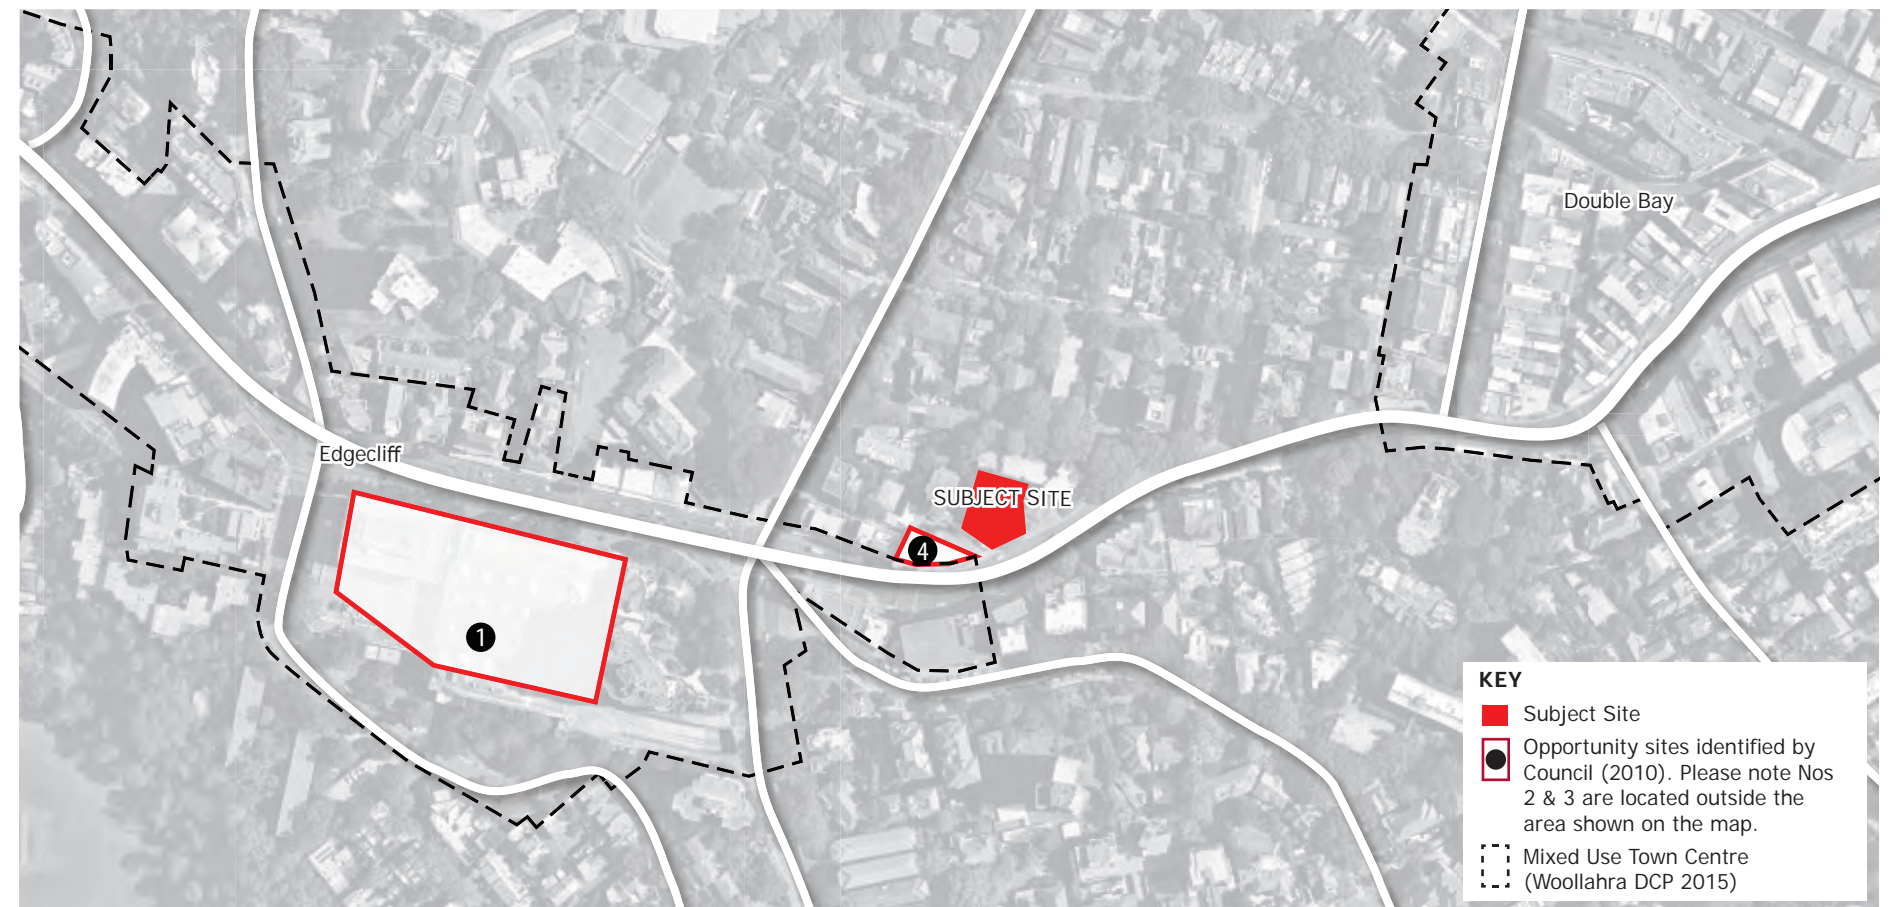 Double Bay
Edgecliff
SUBJECT SITE
4
1
KEY
Subject Site
Opportunity sites identified by
Council (2010). Please note Nos
2 & 3 are located outside the
area shown on the map.
Mixed Use Town Centre
(Woollahra DCP 2015)